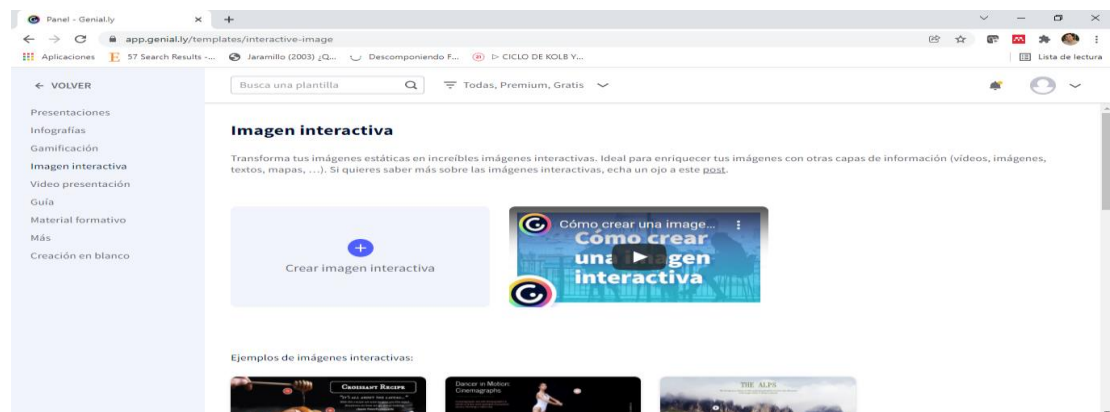 Panel - Genial.ly
app.genial.ly/templates/interactive-image
Aplicaciones
57 Search Results -...
Jaramillo (2003) ¿Q...
Descomponiendo F...
▷ CICLO DE KOLB Y...
Lista de lectura
← VOLVER
Busca una plantilla
Todas, Premium, Gratis
Presentaciones
Infografías
Gamificación
Imagen interactiva
Video presentación
Guía
Material formativo
Más
Creación en blanco
Imagen interactiva
Transforma tus imágenes estáticas en increíbles imágenes interactivas. Ideal para enriquecer tus imágenes con otras capas de información (vídeos, imágenes,
textos, mapas, ...). Si quieres saber más sobre las imágenes interactivas, echa un ojo a este post.
Crear imagen interactiva
Cómo crear una image...
Cómo crear
una imagen
interactiva
Ejemplos de imágenes interactivas:
Croissant Recipe
Dancer in Motion:
Cinemagraphs
THE ALPS